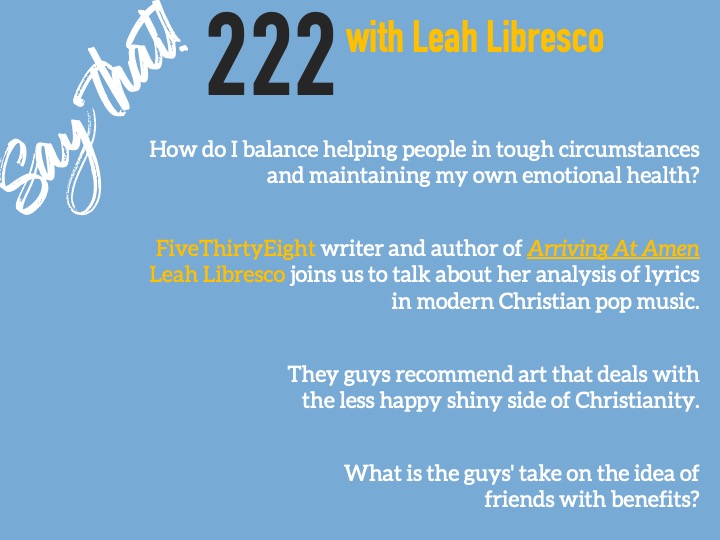 Say that!
222 with Leah Libresco
How do I balance helping people in tough circumstances
and maintaining my own emotional health?
FiveThirtyEight writer and author of Arriving At Amen
Leah Libresco joins us to talk about her analysis of lyrics
in modern Christian pop music.
They guys recommend art that deals with
the less happy shiny side of Christianity.
What is the guys' take on the idea of
friends with benefits?